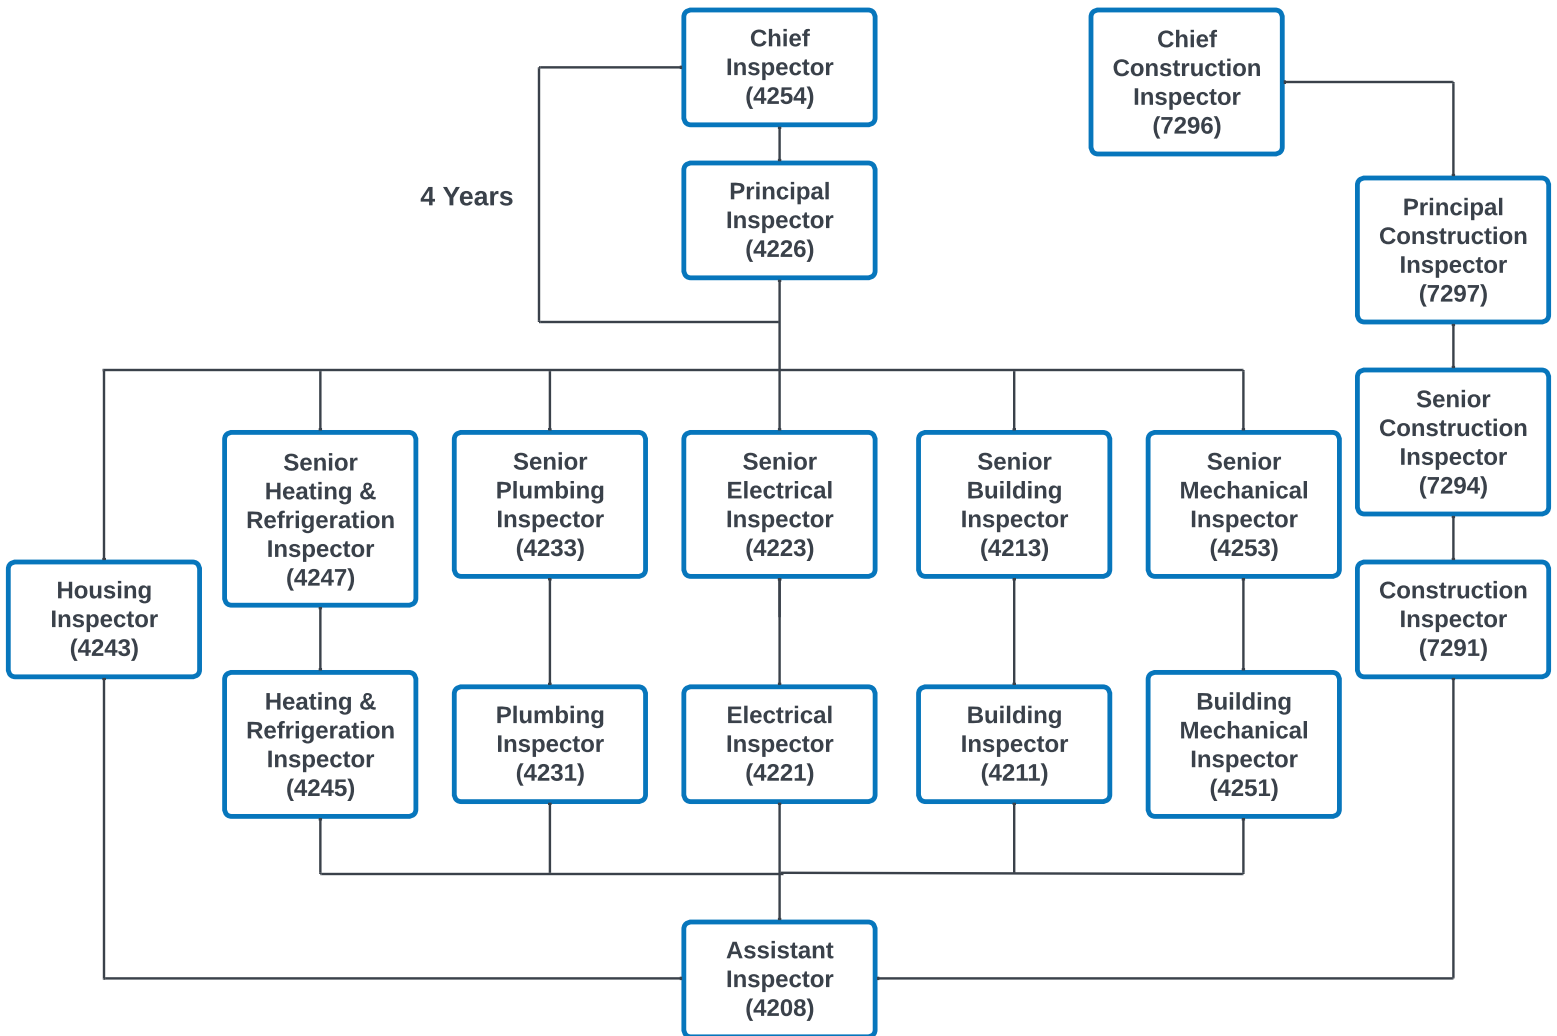 Chief
Inspector
(4254)
Chief
Construction
Inspector
(7296)
4 Years
Principal
Inspector
(4226)
Principal
Construction
Inspector
(7297)
Senior
Construction
Inspector
(7294)
Senior
Heating &
Refrigeration
Inspector
(4247)
Senior
Plumbing
Inspector
(4233)
Senior
Electrical
Inspector
(4223)
Senior
Building
Inspector
(4213)
Senior
Mechanical
Inspector
(4253)
Housing
Inspector
(4243)
Construction
Inspector
(7291)
Heating &
Refrigeration
Inspector
(4245)
Plumbing
Inspector
(4231)
Electrical
Inspector
(4221)
Building
Inspector
(4211)
Building
Mechanical
Inspector
(4251)
Assistant
Inspector
(4208)